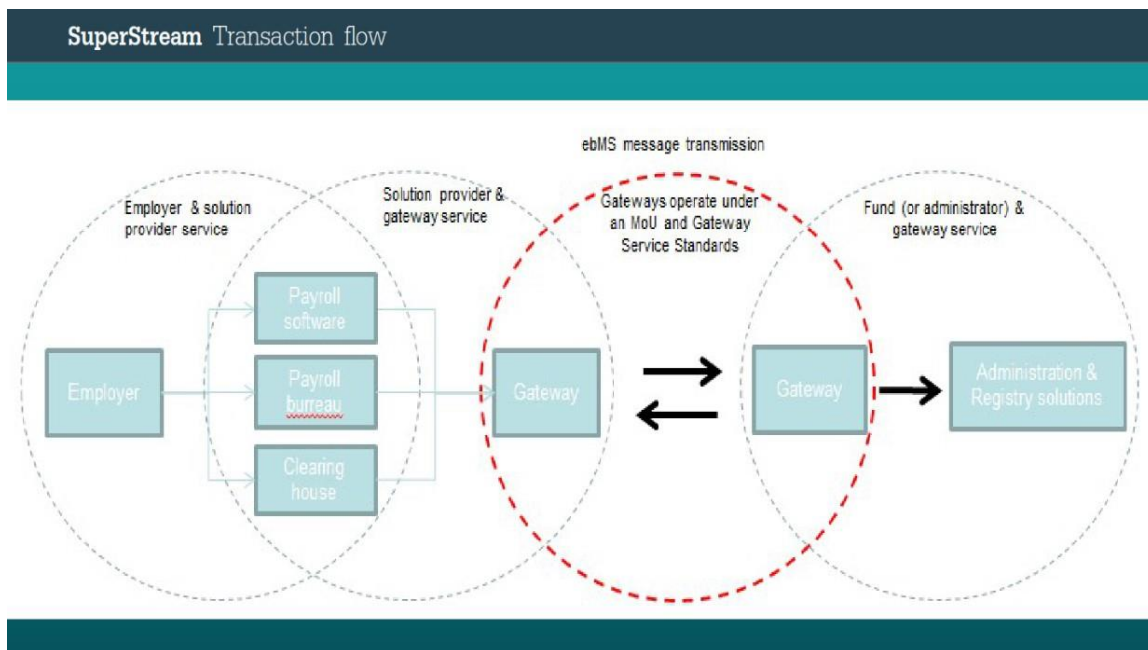 SuperStream Transaction flow
ebMS message transmission
Employer & solution
provider service
Solution provider &
gateway service
Gateways operate under
an MoU and Gateway
Service Standards
Fund (or administrator) &
gateway service
Employer
Payroll
software
Payroll
burreau
Clearing
house
Gateway
Gateway
Administration &
Registry solutions